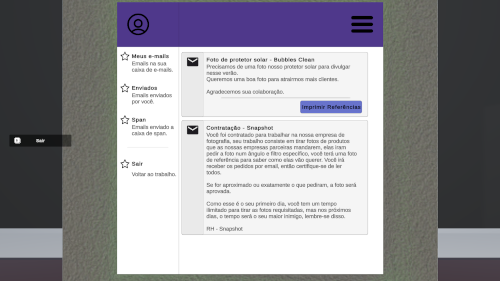 Sair
Meus e-mails
Emails na sua
caixa de e-mails.
Enviados
Emails enviados
por você.
Span
Emails enviado a
caixa de span.
Sair
Voltar ao trabalho.
Foto de protetor solar - Bubbles Clean
Precisamos de uma foto nosso protetor solar para divulgar
nesse verão.
Queremos uma boa foto para atrairmos mais clientes.
Agradecemos sua colaboração.
Imprimir Referências
Contratação - Snapshot
Você foi contratado para trabalhar na nossa empresa de
fotografia, seu trabalho consiste em tirar fotos de produtos
que as nossas empresas parceiras mandarem, elas iram
pedir a foto num ângulo e filtro específico, você terá uma foto
de referência para saber como elas vão querer. Você irá
receber os pedidos por email, então certifique-se de ler
todos.
Se for aproximado ou exatamente o que pediram, a foto será
aprovada.
Como esse é o seu primeiro dia, você tem um tempo
ilimitado para tirar as fotos requisitadas, mas nos próximos
dias, o tempo será o seu maior inimigo, lembre-se disso.
RH - Snapshot